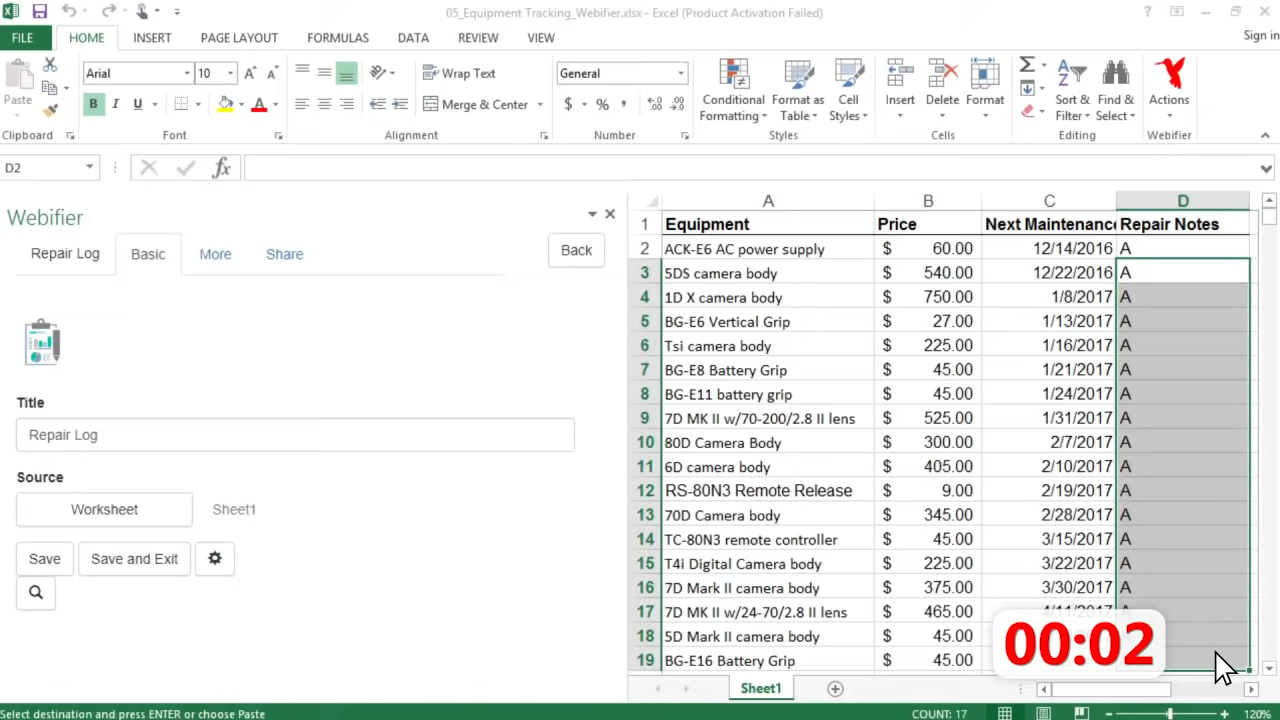 05_Equipment Tracking_Webifier.xlsx - Excel (Product Activation Failed)
FILE HOME INSERT PAGE LAYOUT FORMULAS DATA REVIEW VIEW Sign in
Paste
Arial 10
B I U A
Wrap Text
Merge & Center
General
$ % ,
Conditional Formatting
Format as Table
Cell Styles
Insert
Delete
Format
Sort & Filter
Find & Select
Actions
Clipboard Font Alignment Number Styles Cells Editing Webifier
D2 fx
Webifier
Repair Log Basic More Share Back
Title
Repair Log
Source
Worksheet Sheet1
Save Save and Exit
A B C D
1 Equipment Price Next Maintenance Repair Notes
2 ACK-E6 AC power supply $ 60.00 12/14/2016 A
3 5DS camera body $ 540.00 12/22/2016 A
4 1D X camera body $ 750.00 1/8/2017 A
5 BG-E6 Vertical Grip $ 27.00 1/13/2017 A
6 Tsi camera body $ 225.00 1/16/2017 A
7 BG-E8 Battery Grip $ 45.00 1/21/2017 A
8 BG-E11 battery grip $ 45.00 1/24/2017 A
9 7D MK II w/70-200/2.8 II lens $ 525.00 1/31/2017 A
10 80D Camera Body $ 300.00 2/7/2017 A
11 6D camera body $ 405.00 2/10/2017 A
12 RS-80N3 Remote Release $ 9.00 2/19/2017 A
13 70D Camera body $ 345.00 2/28/2017 A
14 TC-80N3 remote controller $ 45.00 3/15/2017 A
15 T4i Digital Camera body $ 225.00 3/22/2017 A
16 7D Mark II camera body $ 375.00 3/30/2017 A
17 7D MK II w/24-70/2.8 II lens $ 465.00 4/11/2017 A
18 5D Mark II camera body $ 45.00
19 BG-E16 Battery Grip $ 45.00
00:02
Sheet1
Select destination and press ENTER or choose Paste COUNT: 17 120%